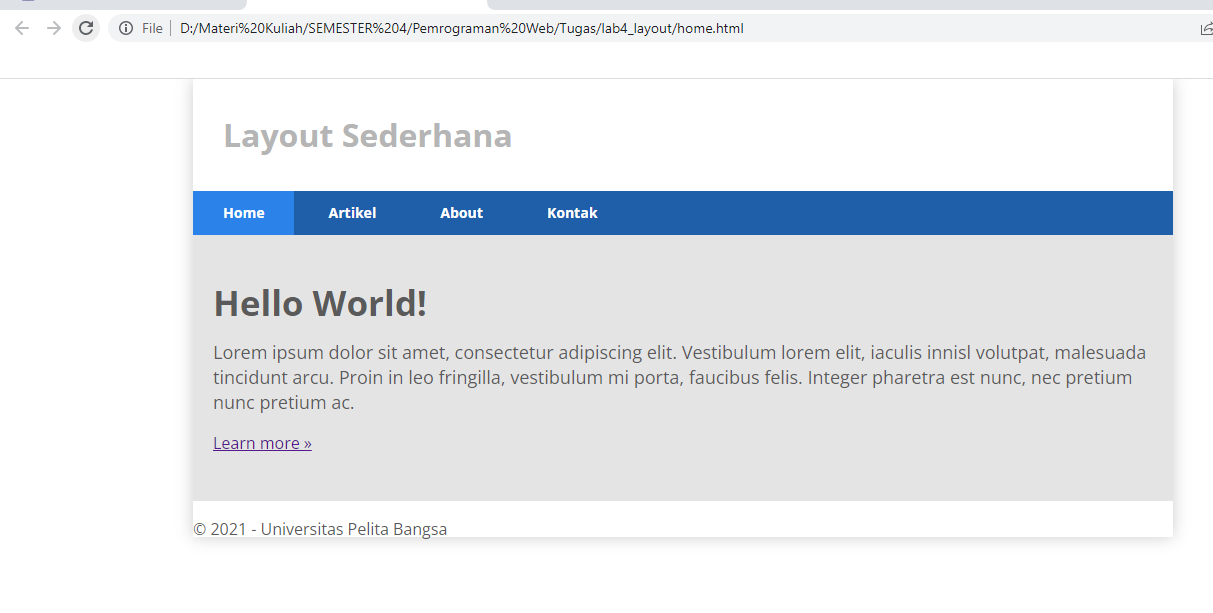 File | D:/Materi%20Kuliah/SEMESTER%204/Pemrograman%20Web/Tugas/lab4_layout/home.html
Layout Sederhana
Home Artikel About Kontak
Hello World!
Lorem ipsum dolor sit amet, consectetur adipiscing elit. Vestibulum lorem elit, iaculis innisl volutpat, malesuada
tincidunt arcu. Proin in leo fringilla, vestibulum mi porta, faucibus felis. Integer pharetra est nunc, nec pretium
nunc pretium ac.
Learn more »
© 2021 - Universitas Pelita Bangsa